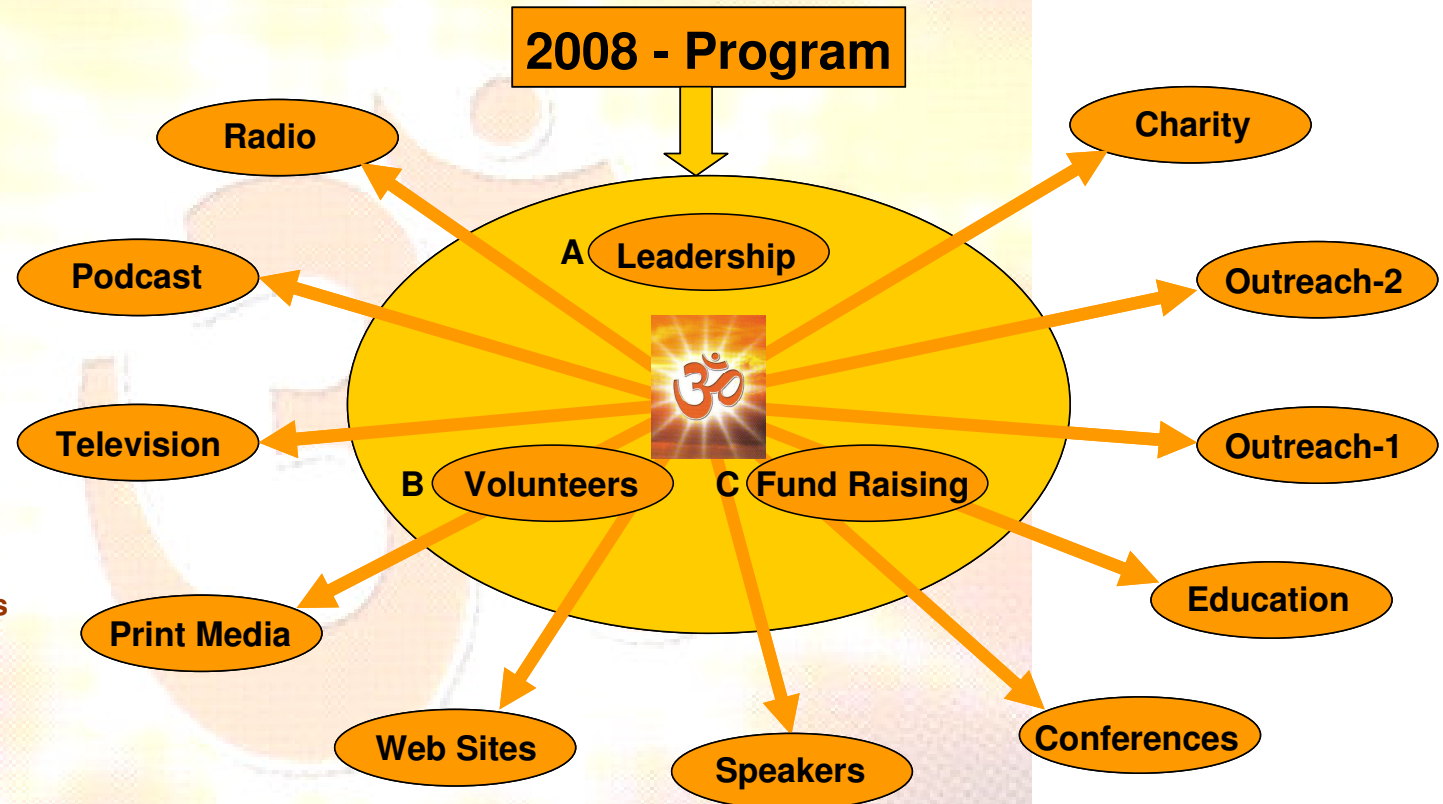 2008 - Program
Radio
Charity
A
Leadership
Podcast
Outreach-2
ॐ
Television
Outreach-1
B
Volunteers
C
Fund Raising
s
Print Media
Education
Web Sites
Speakers
Conferences